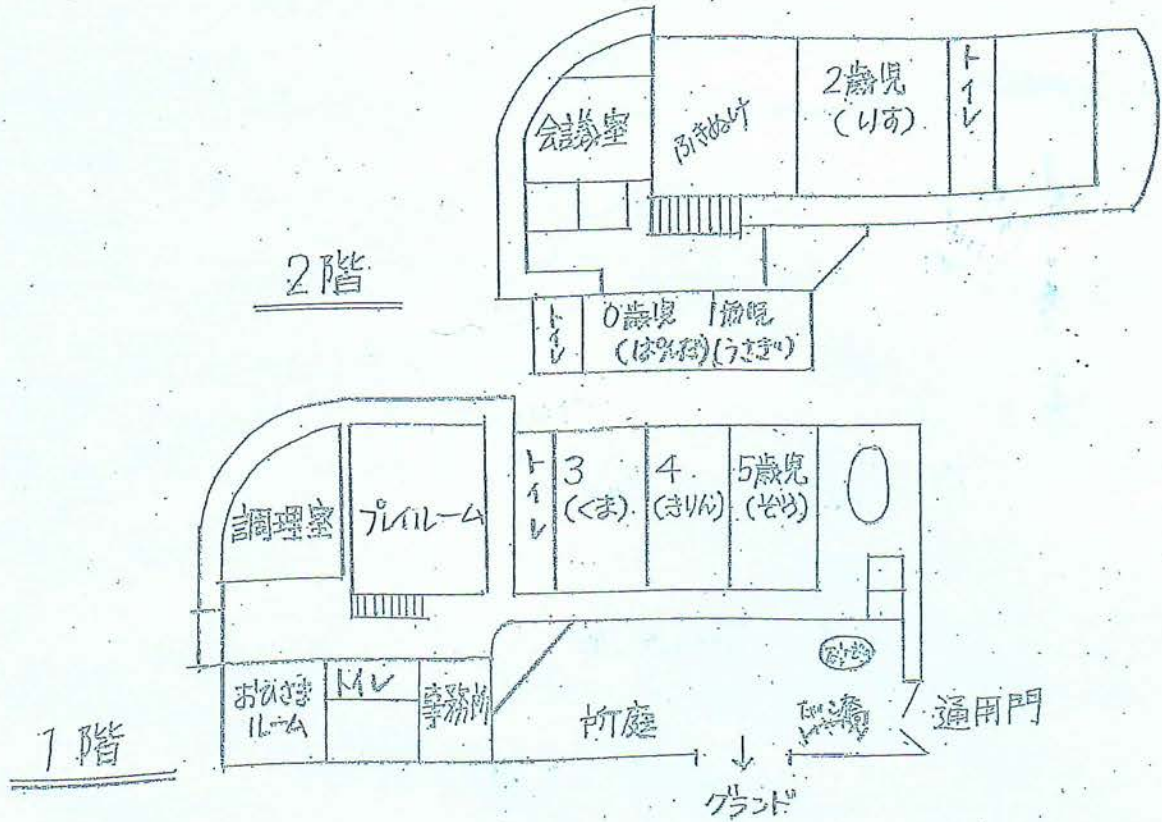 2階
会議室
ふきぬけ
2歳児
(りす)
トイレ
トイレ
0歳児 1歳児
(ぱんだ)(うさぎ)
1階
調理室
プレイルーム
トイレ
3
(くま)
4
(きりん)
5歳児
(ぞう)
おひさま
ルーム
トイレ
事務所
所庭
通用門
グランド